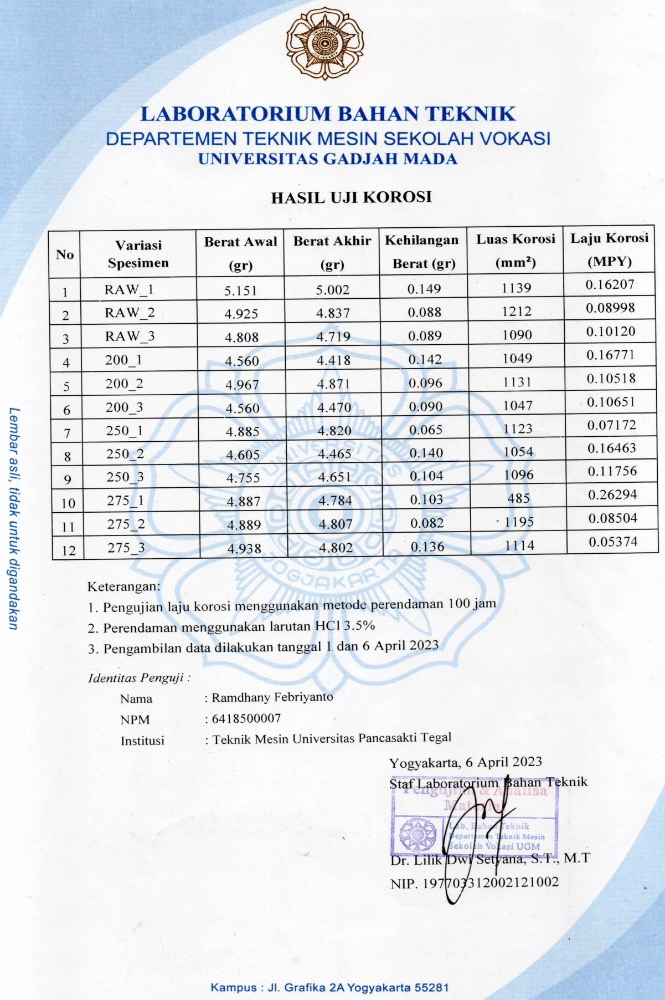 UNIVERSITAS
JOGJAKARTA
LABORATORIUM BAHAN TEKNIK
DEPARTEMEN TEKNIK MESIN SEKOLAH VOKASI
UNIVERSITAS GADJAH MADA
HASIL UJI KOROSI
No Variasi Spesimen Berat Awal (gr) Berat Akhir (gr) Kehilangan Berat (gr) Luas Korosi (mm²) Laju Korosi (MPY)
1 RAW_1 5.151 5.002 0.149 1139 0.16207
2 RAW_2 4.925 4.837 0.088 1212 0.08998
3 RAW_3 4.808 4.719 0.089 1090 0.10120
4 200_1 4.560 4.418 0.142 1049 0.16771
5 200_2 4.967 4.871 0.096 1131 0.10518
6 200_3 4.560 4.470 0.090 1047 0.10651
7 250_1 4.885 4.820 0.065 1123 0.07172
8 250_2 4.605 4.465 0.140 1054 0.16463
9 250_3 4.755 4.651 0.104 1096 0.11756
10 275_1 4.887 4.784 0.103 485 0.26294
11 275_2 4.889 4.807 0.082 1195 0.08504
12 275_3 4.938 4.802 0.136 1114 0.05374
UNIVERSITAS
GADJAH MADA
JOGJAKARTA
Lembar asli, tidak untuk digandakan
Keterangan:
1. Pengujian laju korosi menggunakan metode perendaman 100 jam
2. Perendaman menggunakan larutan HCl 3.5%
3. Pengambilan data dilakukan tanggal 1 dan 6 April 2023
Identitas Penguji :
Nama : Ramdhany Febriyanto
NPM : 6418500007
Institusi : Teknik Mesin Universitas Pancasakti Tegal
Yogyakarta, 6 April 2023
Staf Laboratorium Bahan Teknik
Pengujian & Analisa
Material
Lab. Bahan Teknik
Departemen Teknik Mesin
Sekolah Vokasi UGM
Dr. Lilik Dwi Setyana, S.T., M.T
NIP. 197703312002121002
Kampus : Jl. Grafika 2A Yogyakarta 55281